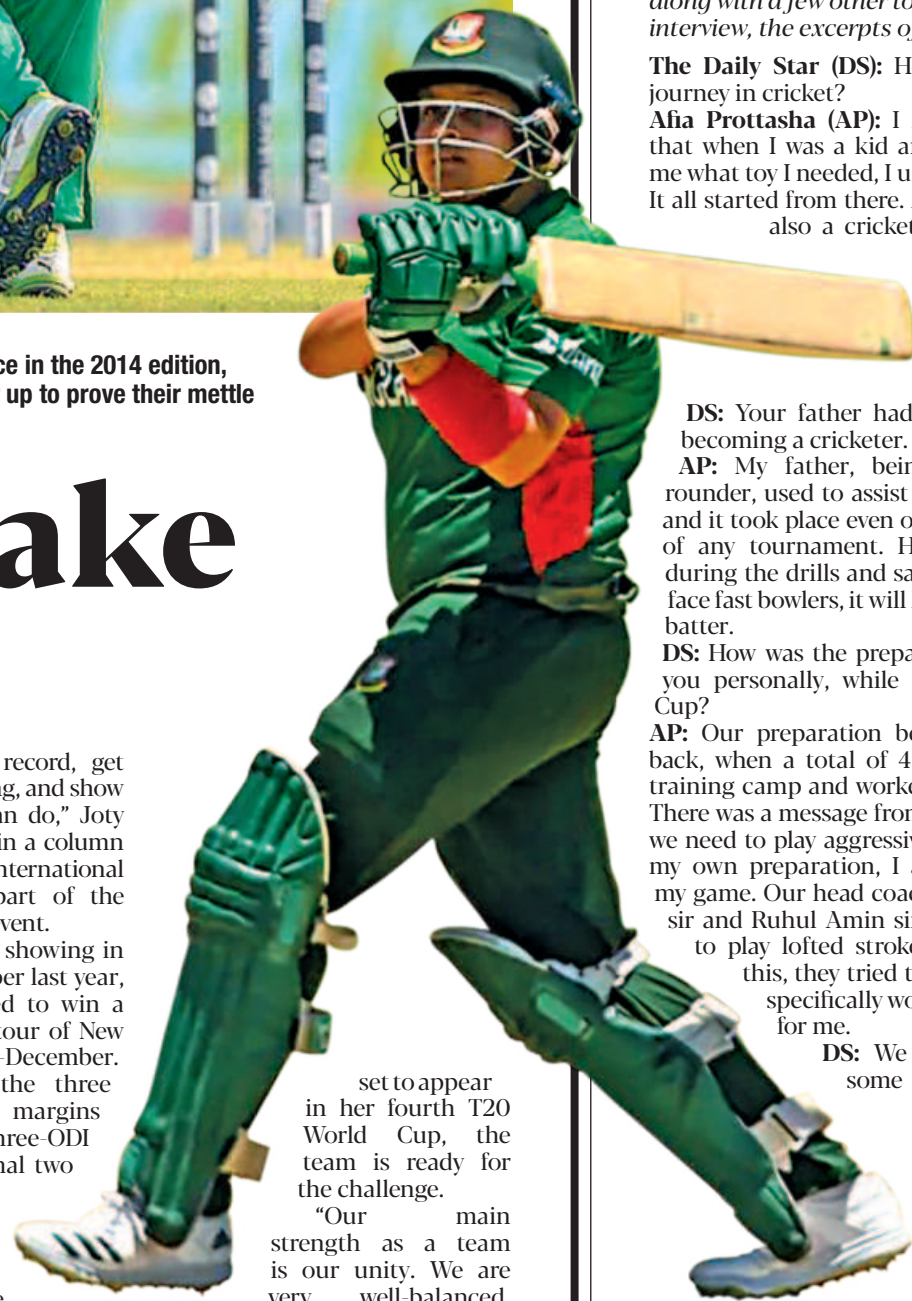 ce in the 2014 edition,
up to prove their mettle
ake
record, get
g, and show
n do,” Joty
in a column
nternational
part of the
vent.
showing in
per last year,
ed to win a
tour of New
-December.
the three
margins
hree-ODI
nal two
set to appear
in her fourth T20
World Cup, the
team is ready for
the challenge.
“Our main
strength as a team
is our unity. We are
very well-balanced
along with a few other to
interview, the excerpts of
The Daily Star (DS): H
journey in cricket?
Afia Prottasha (AP): I
that when I was a kid a
me what toy I needed, I u
It all started from there.
also a cricket
DS: Your father had
becoming a cricketer.
AP: My father, bein
rounder, used to assist
and it took place even o
of any tournament. H
during the drills and sa
face fast bowlers, it will
batter.
DS: How was the prepa
you personally, while
Cup?
AP: Our preparation be
back, when a total of 4
training camp and worke
There was a message from
we need to play aggressiv
my own preparation, I a
my game. Our head coac
sir and Ruhul Amin sir
to play lofted stroke
this, they tried t
specifically wo
for me.
DS: We
some